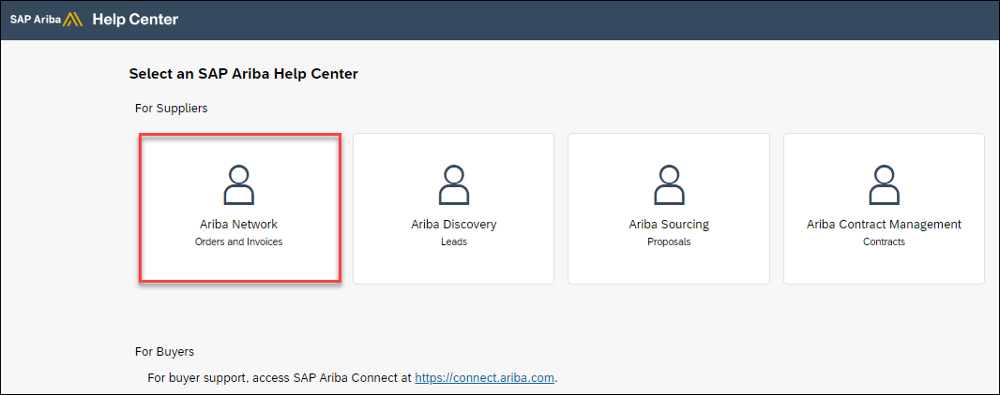 SAP Ariba Help Center
Select an SAP Ariba Help Center
For Suppliers
Ariba Network
Orders and Invoices
Ariba Discovery
Leads
Ariba Sourcing
Proposals
Ariba Contract Management
Contracts
For Buyers
For buyer support, access SAP Ariba Connect at https://connect.ariba.com.